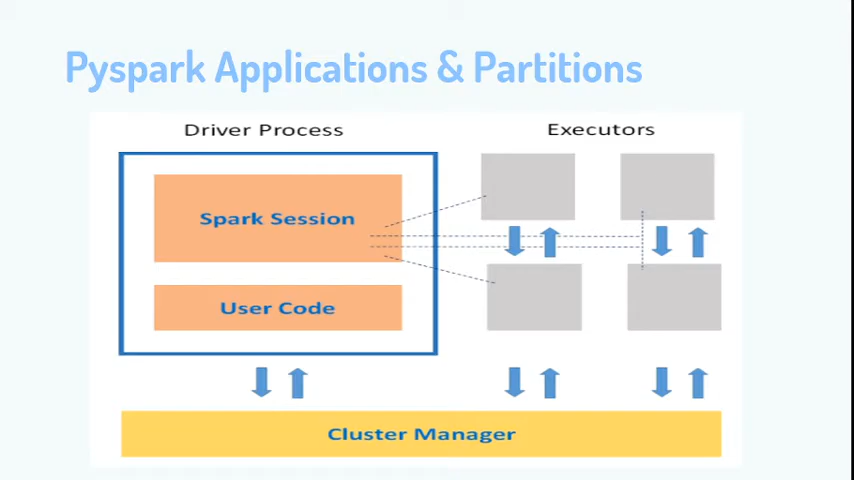 Pyspark Applications & Partitions
Driver Process
Executors
Spark Session
User Code
Cluster Manager